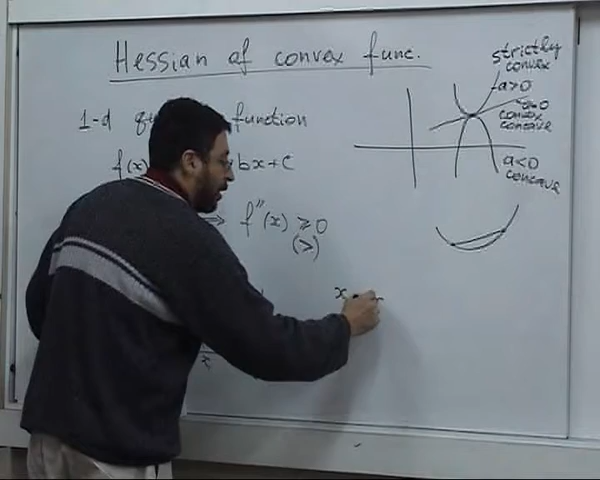 Hessian of convex func.
1-d function
f(x) bx+c
⇒ f''(x) ⩾ 0
(>)
x
x
strictly
convex
a>0
a=0
convex
concave
a<0
concave